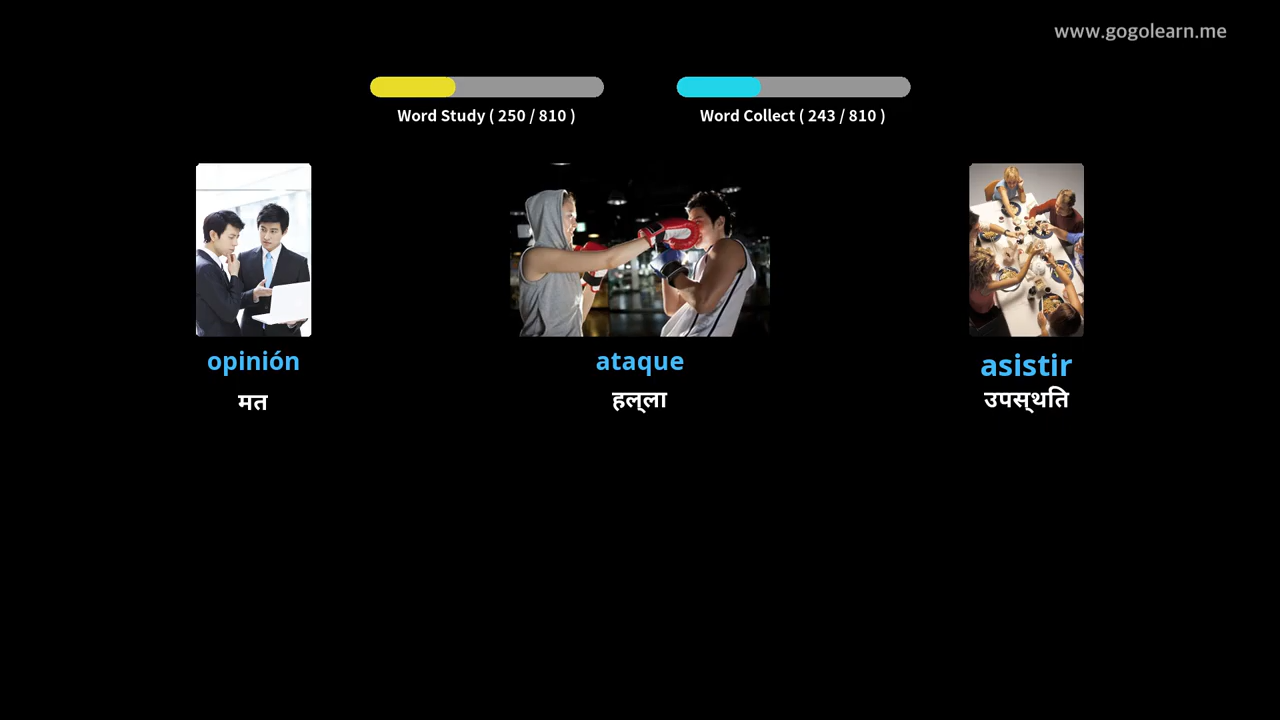 www.gogolearn.me
Word Study ( 250 / 810 )
Word Collect ( 243 / 810 )
opinión
ataque
asistir
मत
हल्ला
उपस्थति